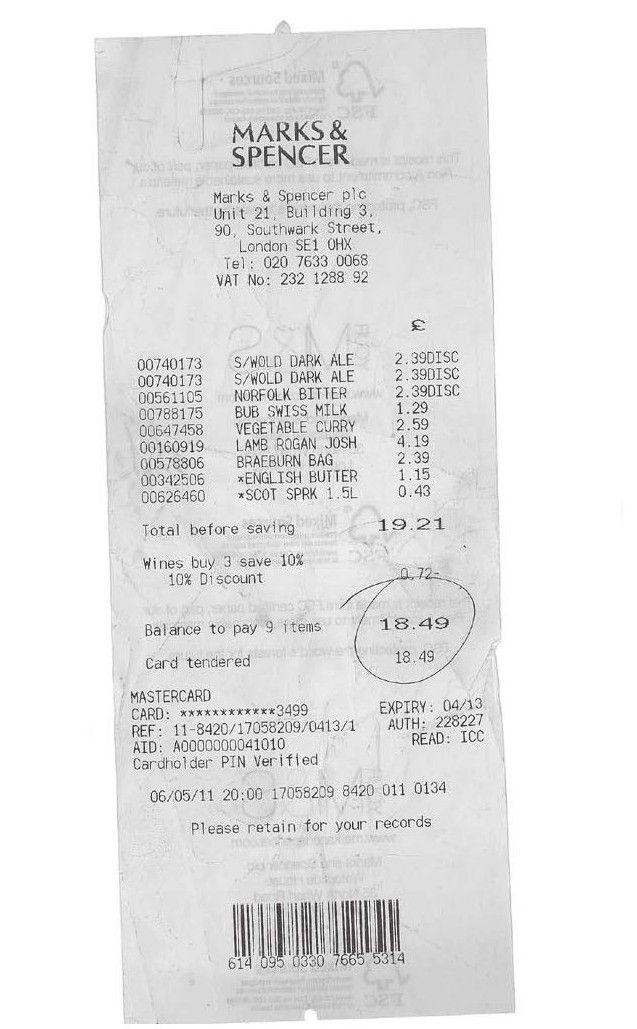 MARKS &
SPENCER
Marks & Spencer plc
Unit 21, Building 3,
90, Southwark Street,
London SE1 0HX
Tel: 020 7633 0068
VAT No: 232 1288 92
£
00740173 S/WOLD DARK ALE 2.39DISC
00740173 S/WOLD DARK ALE 2.39DISC
00561105 NORFOLK BITTER 2.39DISC
00788175 BUB SWISS MILK 1.29
00647458 VEGETABLE CURRY 2.59
00160919 LAMB ROGAN JOSH 4.19
00578806 BRAEBURN BAG 2.39
00342506 *ENGLISH BUTTER 1.15
00626460 *SCOT SPRK 1.5L 0.43
Total before saving 19.21
Wines buy 3 save 10%
10% Discount 0.72-
Balance to pay 9 items 18.49
Card tendered 18.49
MASTERCARD
CARD: ************3499 EXPIRY: 04/13
REF: 11-8420/17058209/0413/1 AUTH: 228227
AID: A0000000041010 READ: ICC
Cardholder PIN Verified
06/05/11 20:00 17058209 8420 011 0134
Please retain for your records
614 095 0330 7665 5314